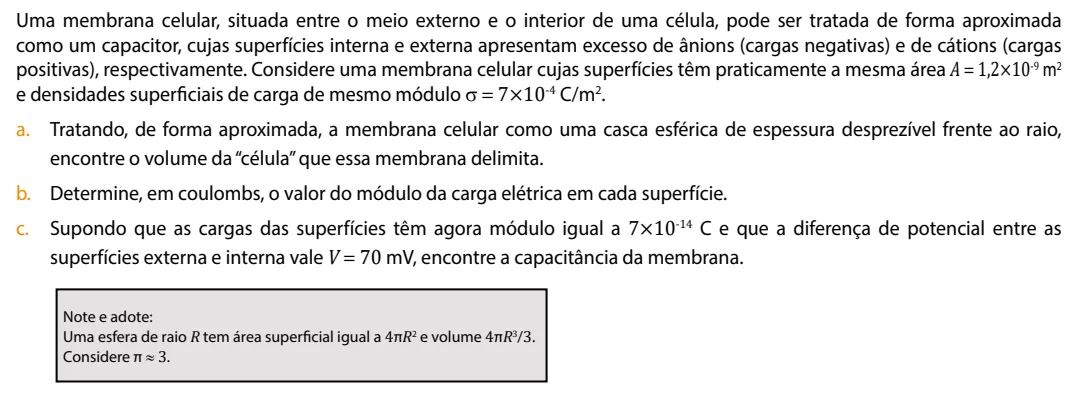 Uma membrana celular, situada entre o meio externo e o interior de uma célula, pode ser tratada de forma aproximada
como um capacitor, cujas superfícies interna e externa apresentam excesso de ânions (cargas negativas) e de cátions (cargas
positivas), respectivamente. Considere uma membrana celular cujas superfícies têm praticamente a mesma área A = 1,2×10⁻⁹ m²
e densidades superficiais de carga de mesmo módulo σ = 7×10⁻⁴ C/m².
a. Tratando, de forma aproximada, a membrana celular como uma casca esférica de espessura desprezível frente ao raio,
encontre o volume da “célula” que essa membrana delimita.
b. Determine, em coulombs, o valor do módulo da carga elétrica em cada superfície.
c. Supondo que as cargas das superfícies têm agora módulo igual a 7×10⁻¹⁴ C e que a diferença de potencial entre as
superfícies externa e interna vale V = 70 mV, encontre a capacitância da membrana.
Note e adote:
Uma esfera de raio R tem área superficial igual a 4πR² e volume 4πR³/3.
Considere π ≈ 3.